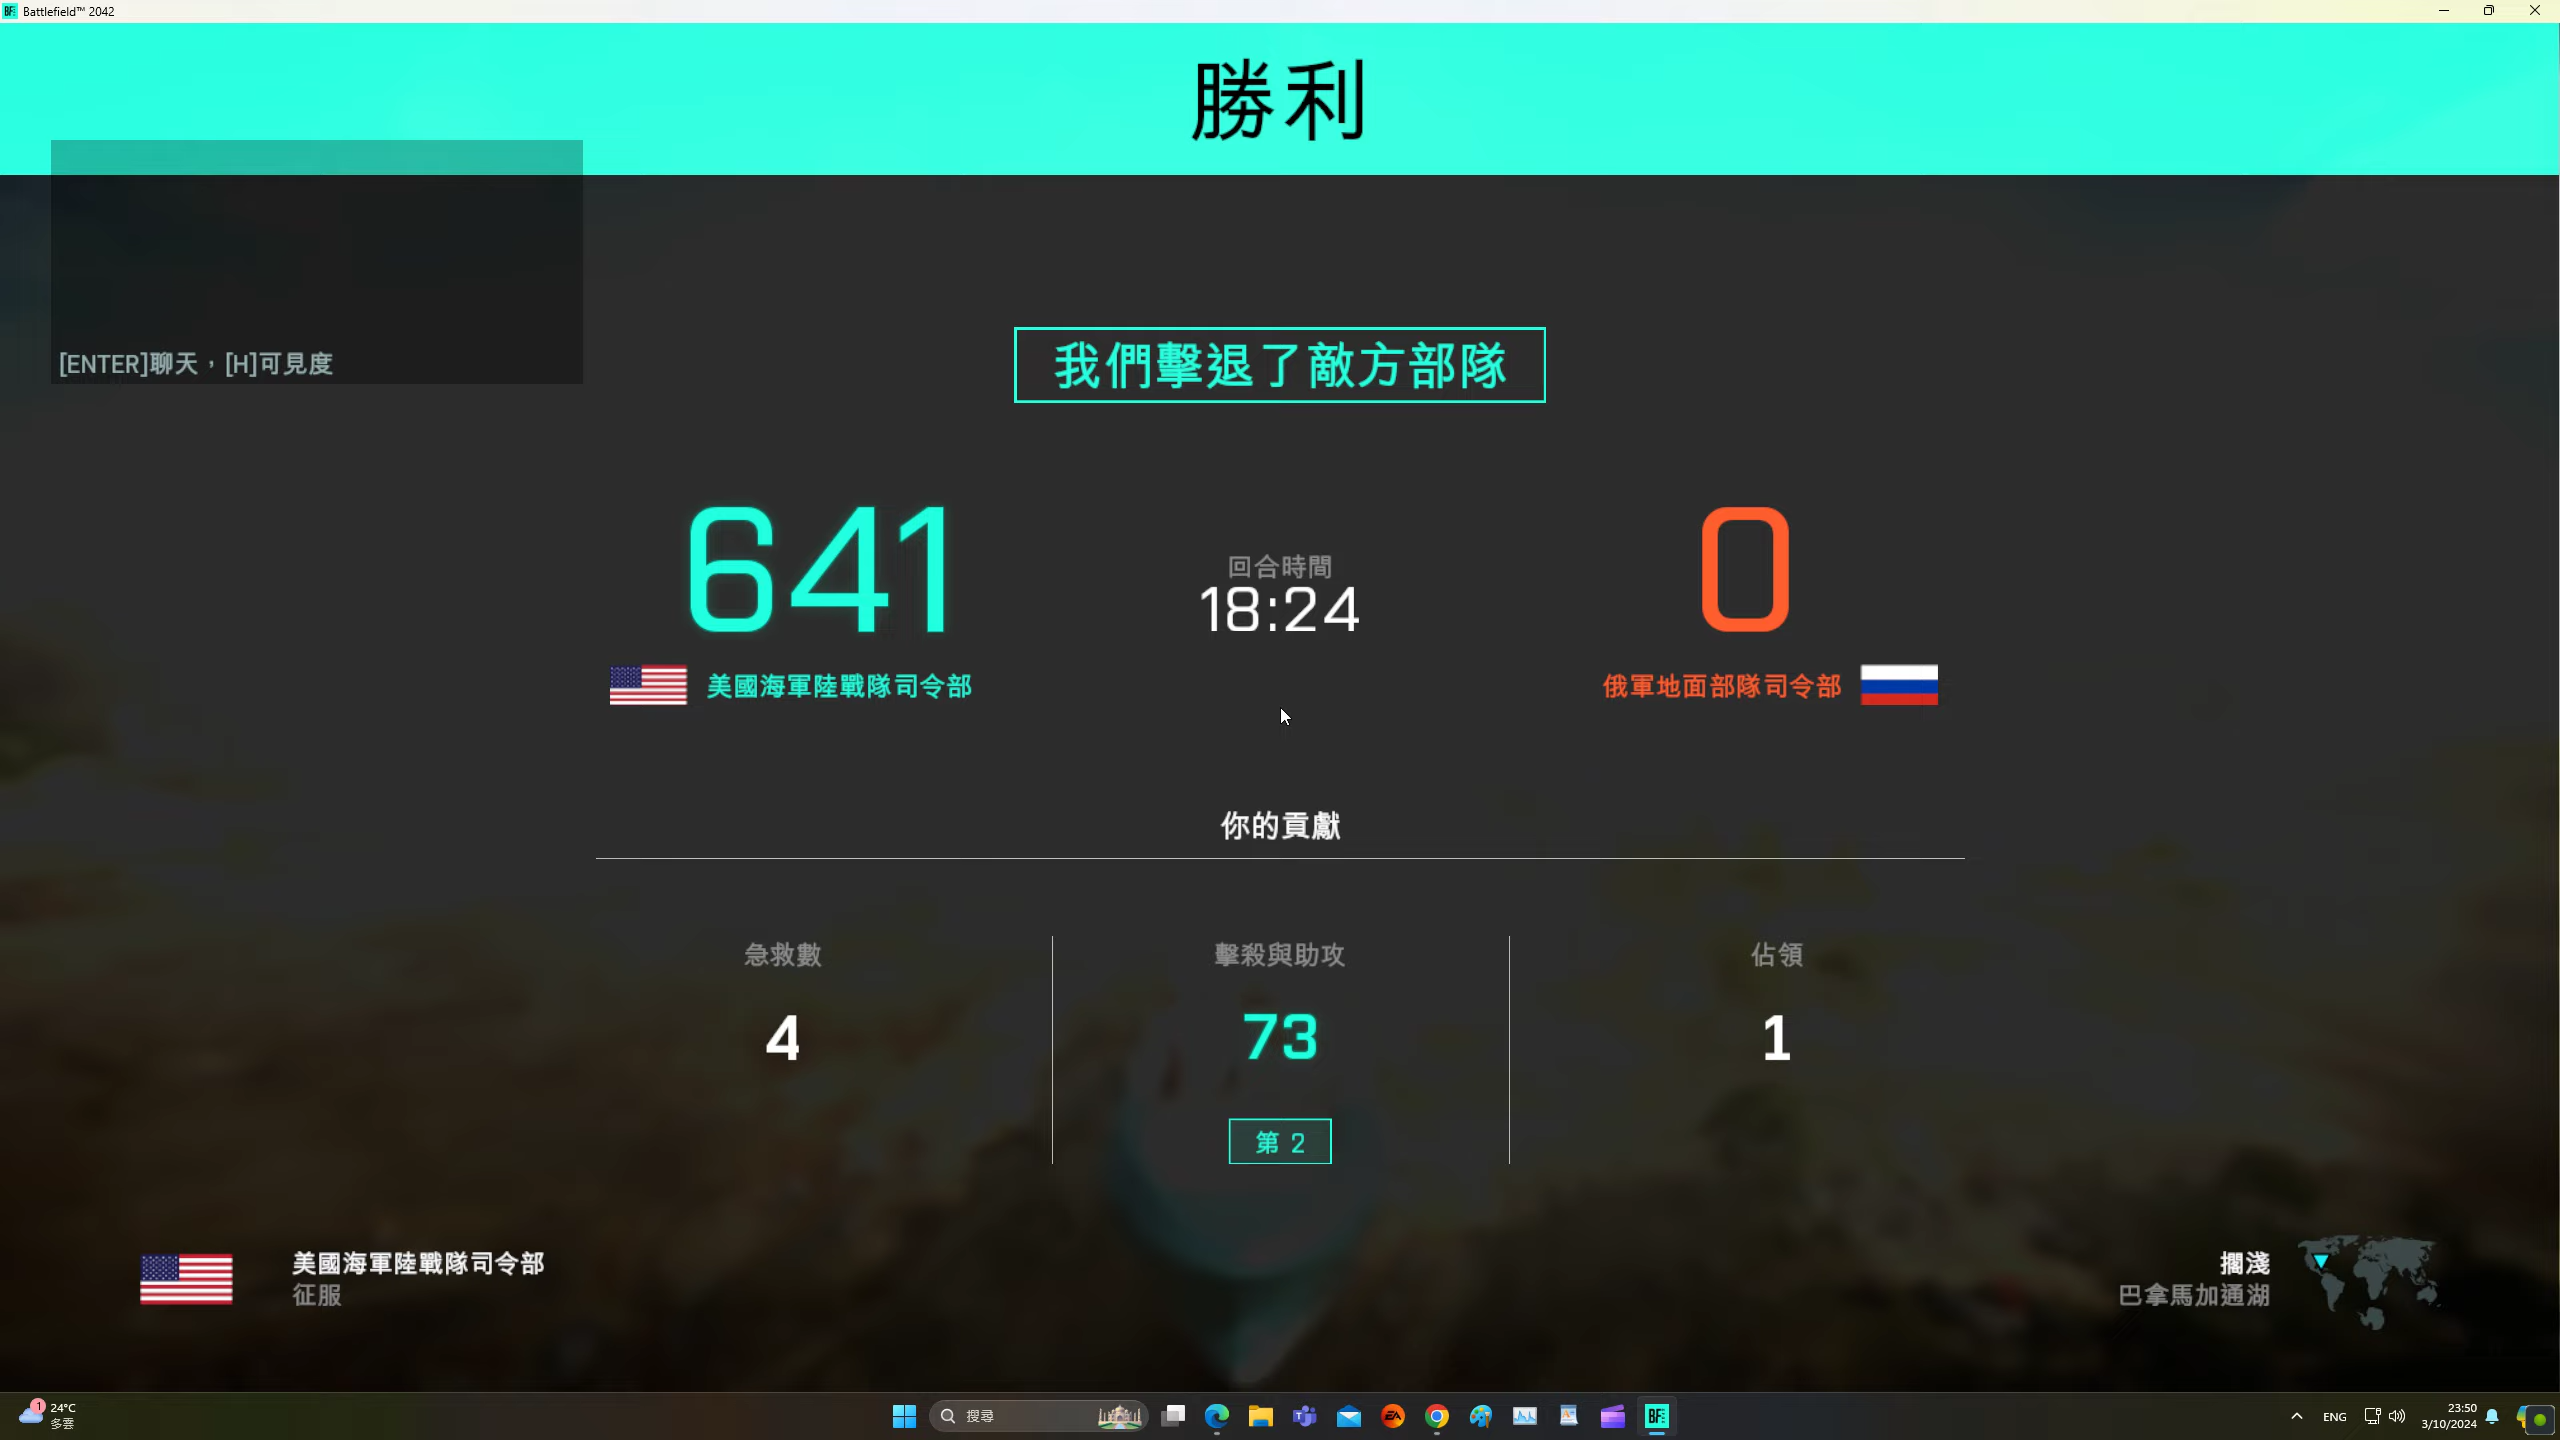 Battlefield™ 2042
勝利
[ENTER]聊天，[H]可見度
我們擊退了敵方部隊
641
回合時間
18:24
0
美國海軍陸戰隊司令部
俄軍地面部隊司令部
你的貢獻
急救數
擊殺與助攻
佔領
4
73
1
第 2
美國海軍陸戰隊司令部
征服
擱淺
巴拿馬加通湖
1
24°C
多雲
搜尋
EA
BF
ENG
23:50
3/10/2024